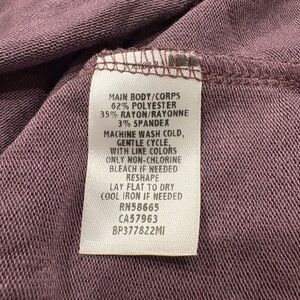 MAIN BODY/CORPS
62% POLYESTER
35% RAYON/RAYONNE
3% SPANDEX
MACHINE WASH COLD,
GENTLE CYCLE,
WITH LIKE COLORS
ONLY NON-CHLORINE
BLEACH IF NEEDED
RESHAPE
LAY FLAT TO DRY
COOL IRON IF NEEDED
RN58665
CA57963
BP377822MI